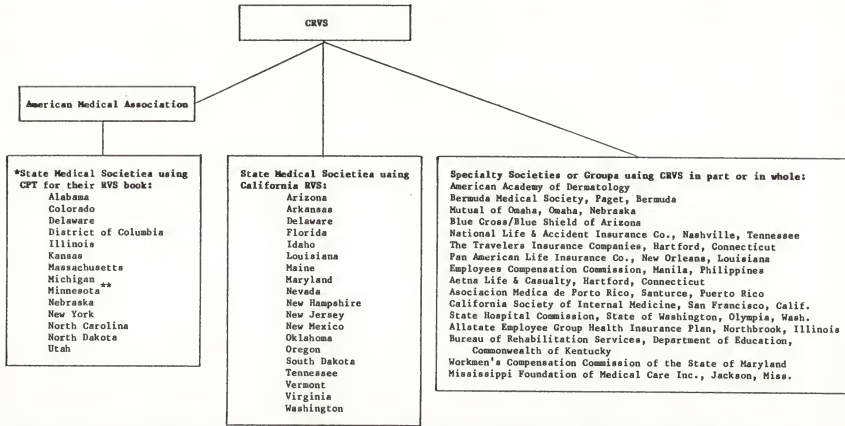 CRVS
American Medical Association
*State Medical Societies using
CPT for their RVS book:
Alabama
Colorado
Delaware
District of Columbia
Illinois
Kansas
Massachusetts
Michigan
Minnesota**
Nebraska
New York
North Carolina
North Dakota
Utah
State Medical Societies using
California RVS:
Arizona
Arkansas
Delaware
Florida
Idaho
Louisiana
Maine
Maryland
Nevada
New Hampshire
New Jersey
New Mexico
Oklahoma
Oregon
South Dakota
Tennessee
Vermont
Virginia
Washington
Specialty Societies or Groups using CRVS in part or in whole:
American Academy of Dermatology
Bermuda Medical Society, Paget, Bermuda
Mutual of Omaha, Omaha, Nebraska
Blue Cross/Blue Shield of Arizona
National Life & Accident Insurance Co., Nashville, Tennessee
The Travelers Insurance Companies, Hartford, Connecticut
Pan American Life Insurance Co., New Orleans, Louisiana
Employees Compensation Commission, Manila, Philippines
Aetna Life & Casualty, Hartford, Connecticut
Asociacion Medica de Porto Rico, Santurce, Puerto Rico
California Society of Internal Medicine, San Francisco, Calif.
State Hospital Commission, State of Washington, Olympia, Wash.
Allstate Employee Group Health Insurance Plan, Northbrook, Illinois
Bureau of Rehabilitation Services, Department of Education,
Commonwealth of Kentucky
Workmen's Compensation Commission of the State of Maryland
Mississippi Foundation of Medical Care Inc., Jackson, Miss.